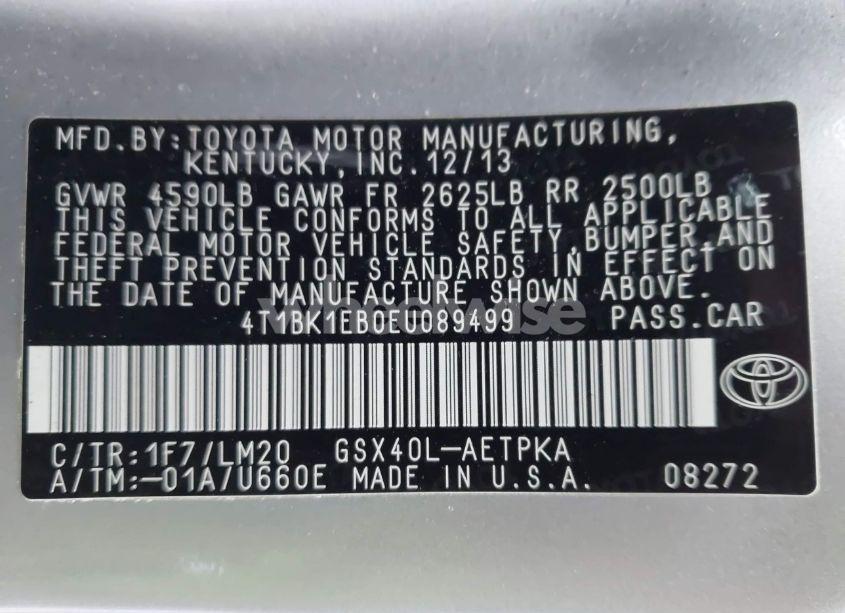 MFD.BY:TOYOTA MOTOR MANUFACTURING,
KENTUCKY,INC.12/13
GVWR 4590LB GAWR FR 2625LB RR 2500LB
THIS VEHICLE CONFORMS TO ALL APPLICABLE
FEDERAL MOTOR VEHICLE SAFETY,BUMPER,AND
THEFT PREVENTION STANDARDS IN EFFECT ON
THE DATE OF MANUFACTURE SHOWN ABOVE.
4T1BK1EB0EU089499 PASS.CAR
C/TR:1F7/LM20 GSX40L-AETPKA
A/TM:-01A/U660E MADE IN U.S.A. 08272